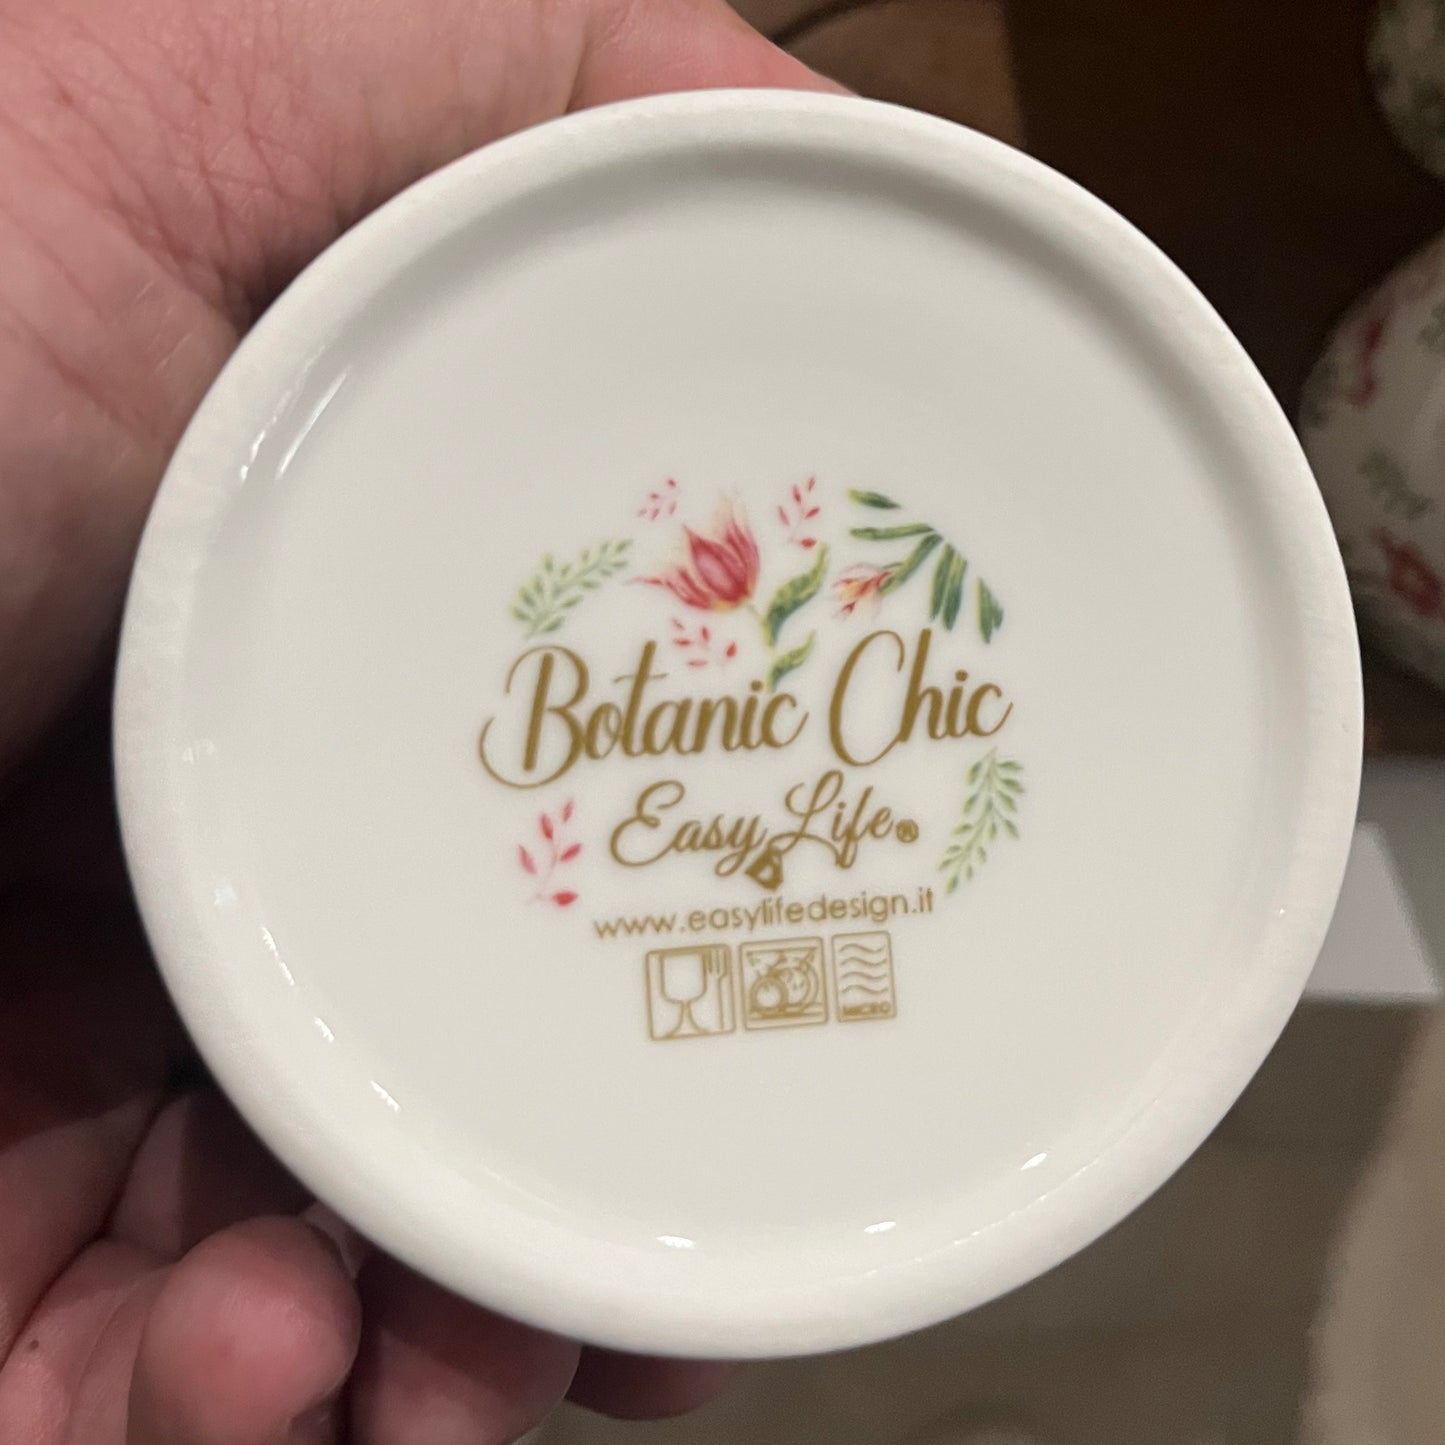 Botanic Chic
Easy Life®
www.easylifedesign.it
MICRO